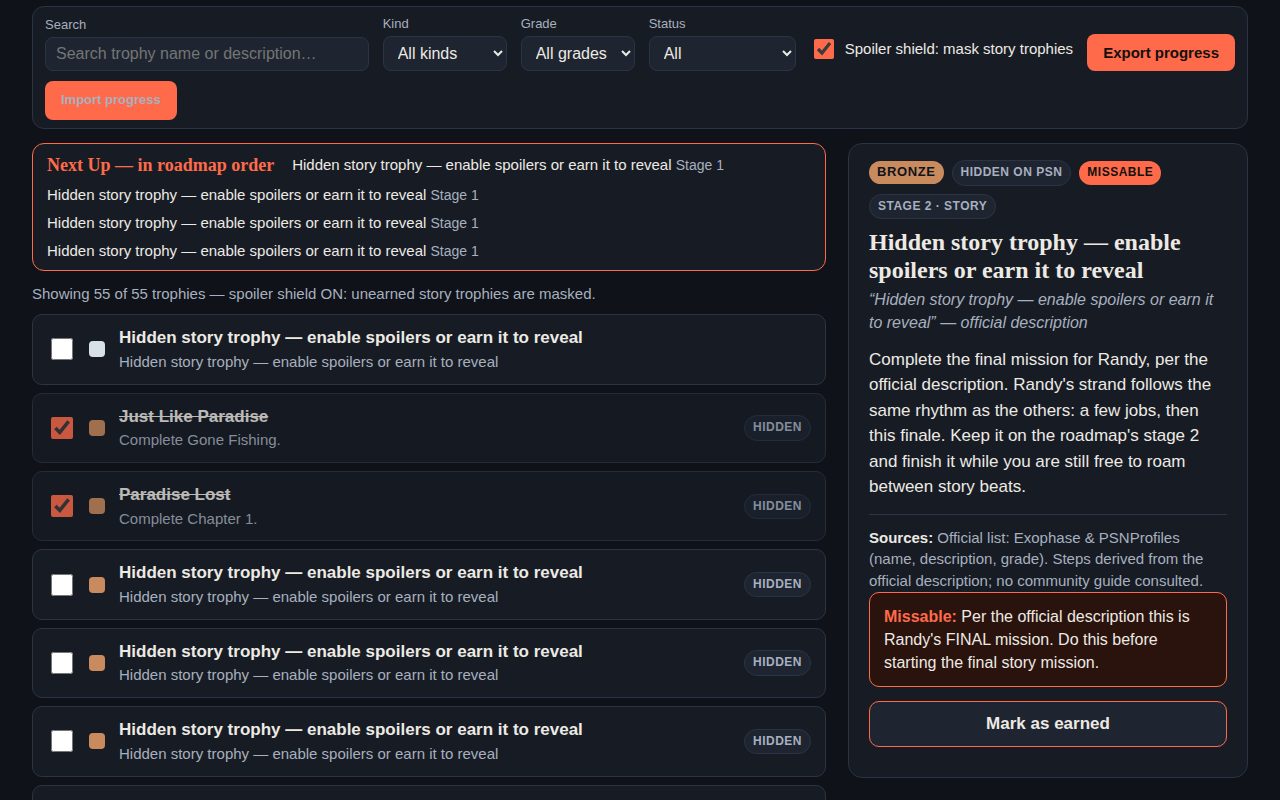 Search
Kind
Grade
Status
Search trophy name or description…
All kinds
All grades
All
Spoiler shield: mask story trophies
Export progress
Import progress
Next Up — in roadmap order
Hidden story trophy — enable spoilers or earn it to reveal Stage 1
Hidden story trophy — enable spoilers or earn it to reveal Stage 1
Hidden story trophy — enable spoilers or earn it to reveal Stage 1
Hidden story trophy — enable spoilers or earn it to reveal Stage 1
Showing 55 of 55 trophies — spoiler shield ON: unearned story trophies are masked.
Hidden story trophy — enable spoilers or earn it to reveal
Hidden story trophy — enable spoilers or earn it to reveal
Just Like Paradise
Complete Gone Fishing.
HIDDEN
Paradise Lost
Complete Chapter 1.
HIDDEN
Hidden story trophy — enable spoilers or earn it to reveal
Hidden story trophy — enable spoilers or earn it to reveal
HIDDEN
Hidden story trophy — enable spoilers or earn it to reveal
Hidden story trophy — enable spoilers or earn it to reveal
HIDDEN
Hidden story trophy — enable spoilers or earn it to reveal
Hidden story trophy — enable spoilers or earn it to reveal
HIDDEN
BRONZE
HIDDEN ON PSN
MISSABLE
STAGE 2 · STORY
Hidden story trophy — enable
spoilers or earn it to reveal
“Hidden story trophy — enable spoilers or earn it
to reveal” — official description
Complete the final mission for Randy, per the
official description. Randy's strand follows the
same rhythm as the others: a few jobs, then
this finale. Keep it on the roadmap's stage 2
and finish it while you are still free to roam
between story beats.
Sources: Official list: Exophase & PSNProfiles
(name, description, grade). Steps derived from the
official description; no community guide consulted.
Missable: Per the official description this is
Randy's FINAL mission. Do this before
starting the final story mission.
Mark as earned